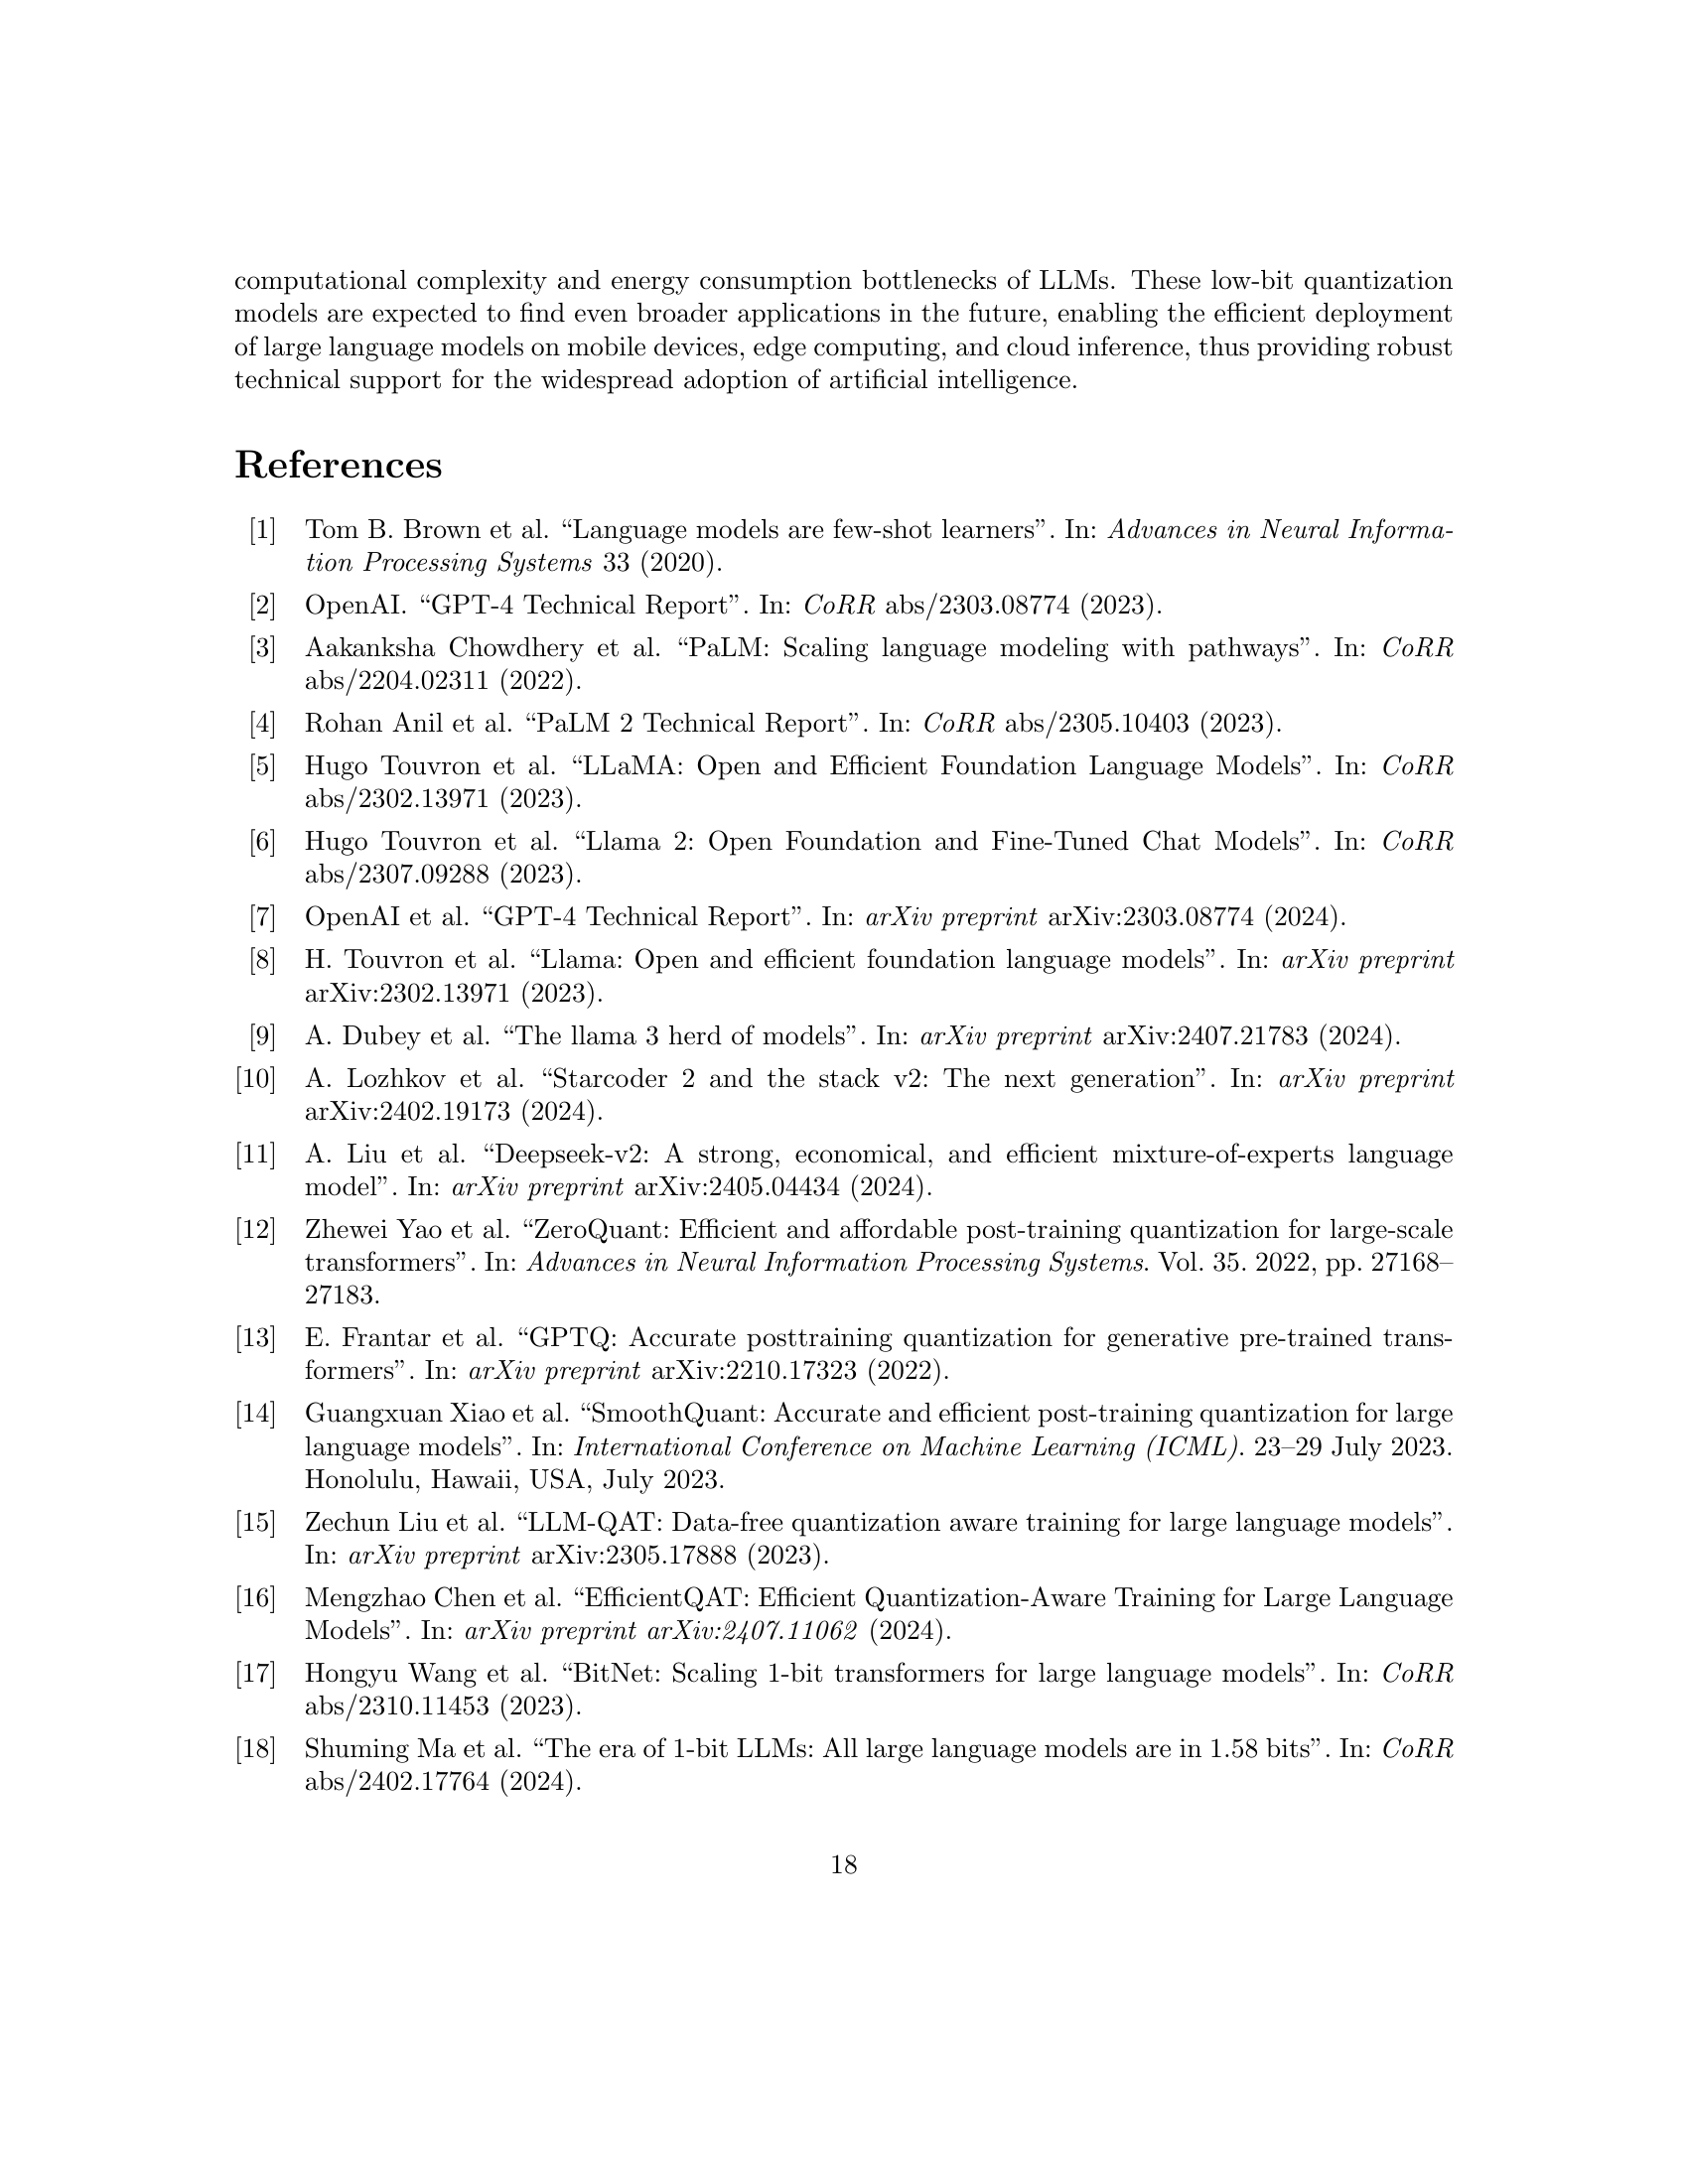 computational complexity and energy consumption bottlenecks of LLMs. These low-bit quantization
models are expected to find even broader applications in the future, enabling the efficient deployment
of large language models on mobile devices, edge computing, and cloud inference, thus providing robust
technical support for the widespread adoption of artificial intelligence.
References
[1] Tom B. Brown et al. “Language models are few-shot learners”. In: Advances in Neural Informa-
tion Processing Systems 33 (2020).
[2] OpenAI. “GPT-4 Technical Report”. In: CoRR abs/2303.08774 (2023).
[3] Aakanksha Chowdhery et al. “PaLM: Scaling language modeling with pathways”. In: CoRR
abs/2204.02311 (2022).
[4] Rohan Anil et al. “PaLM 2 Technical Report”. In: CoRR abs/2305.10403 (2023).
[5] Hugo Touvron et al. “LLaMA: Open and Efficient Foundation Language Models”. In: CoRR
abs/2302.13971 (2023).
[6] Hugo Touvron et al. “Llama 2: Open Foundation and Fine-Tuned Chat Models”. In: CoRR
abs/2307.09288 (2023).
[7] OpenAI et al. “GPT-4 Technical Report”. In: arXiv preprint arXiv:2303.08774 (2024).
[8] H. Touvron et al. “Llama: Open and efficient foundation language models”. In: arXiv preprint
arXiv:2302.13971 (2023).
[9] A. Dubey et al. “The llama 3 herd of models”. In: arXiv preprint arXiv:2407.21783 (2024).
[10] A. Lozhkov et al. “Starcoder 2 and the stack v2: The next generation”. In: arXiv preprint
arXiv:2402.19173 (2024).
[11] A. Liu et al. “Deepseek-v2: A strong, economical, and efficient mixture-of-experts language
model”. In: arXiv preprint arXiv:2405.04434 (2024).
[12] Zhewei Yao et al. “ZeroQuant: Efficient and affordable post-training quantization for large-scale
transformers”. In: Advances in Neural Information Processing Systems. Vol. 35. 2022, pp. 27168–
27183.
[13] E. Frantar et al. “GPTQ: Accurate posttraining quantization for generative pre-trained trans-
formers”. In: arXiv preprint arXiv:2210.17323 (2022).
[14] Guangxuan Xiao et al. “SmoothQuant: Accurate and efficient post-training quantization for large
language models”. In: International Conference on Machine Learning (ICML). 23–29 July 2023.
Honolulu, Hawaii, USA, July 2023.
[15] Zechun Liu et al. “LLM-QAT: Data-free quantization aware training for large language models”.
In: arXiv preprint arXiv:2305.17888 (2023).
[16] Mengzhao Chen et al. “EfficientQAT: Efficient Quantization-Aware Training for Large Language
Models”. In: arXiv preprint arXiv:2407.11062 (2024).
[17] Hongyu Wang et al. “BitNet: Scaling 1-bit transformers for large language models”. In: CoRR
abs/2310.11453 (2023).
[18] Shuming Ma et al. “The era of 1-bit LLMs: All large language models are in 1.58 bits”. In: CoRR
abs/2402.17764 (2024).
18